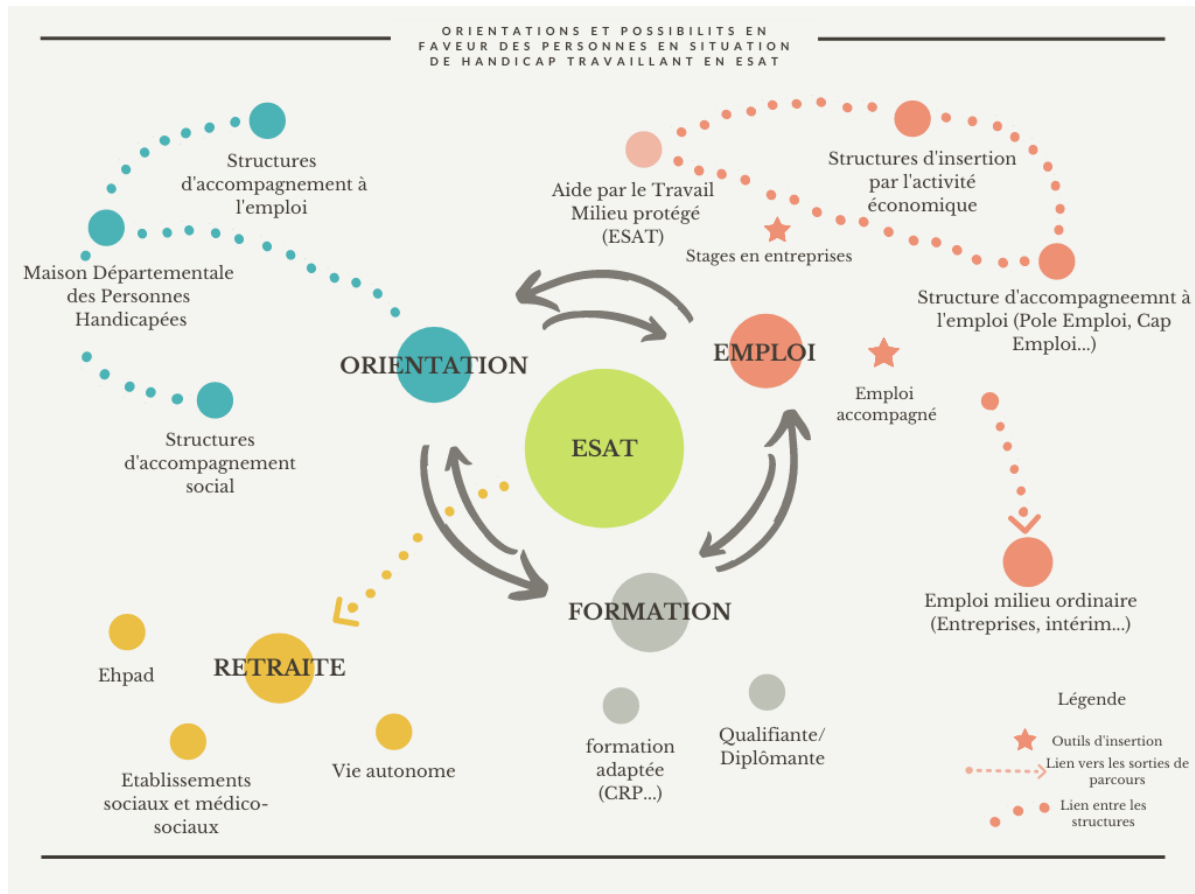 ORIENTATIONS ET POSSIBILITS EN
FAVEUR DES PERSONNES EN SITUATION
DE HANDICAP TRAVAILLANT EN ESAT
Structures
d'accompagnement à
l'emploi
Maison Départementale
des Personnes
Handicapées
Structures
d'accompagnement
social
ORIENTATION
Aide par le Travail
Milieu protégé
(ESAT)
Stages en entreprises
Structures d'insertion
par l'activité
économique
Structure d'accompagneemnt à
l'emploi (Pole Emploi, Cap
Emploi...)
EMPLOI
Emploi
accompagné
ESAT
Emploi milieu ordinaire
(Entreprises, intérim...)
FORMATION
formation
adaptée
(CRP...)
Qualifiante/
Diplômante
RETRAITE
Ehpad
Etablissements
sociaux et médico-
sociaux
Vie autonome
Légende
Outils d'insertion
Lien vers les sorties de
parcours
Lien entre les
structures